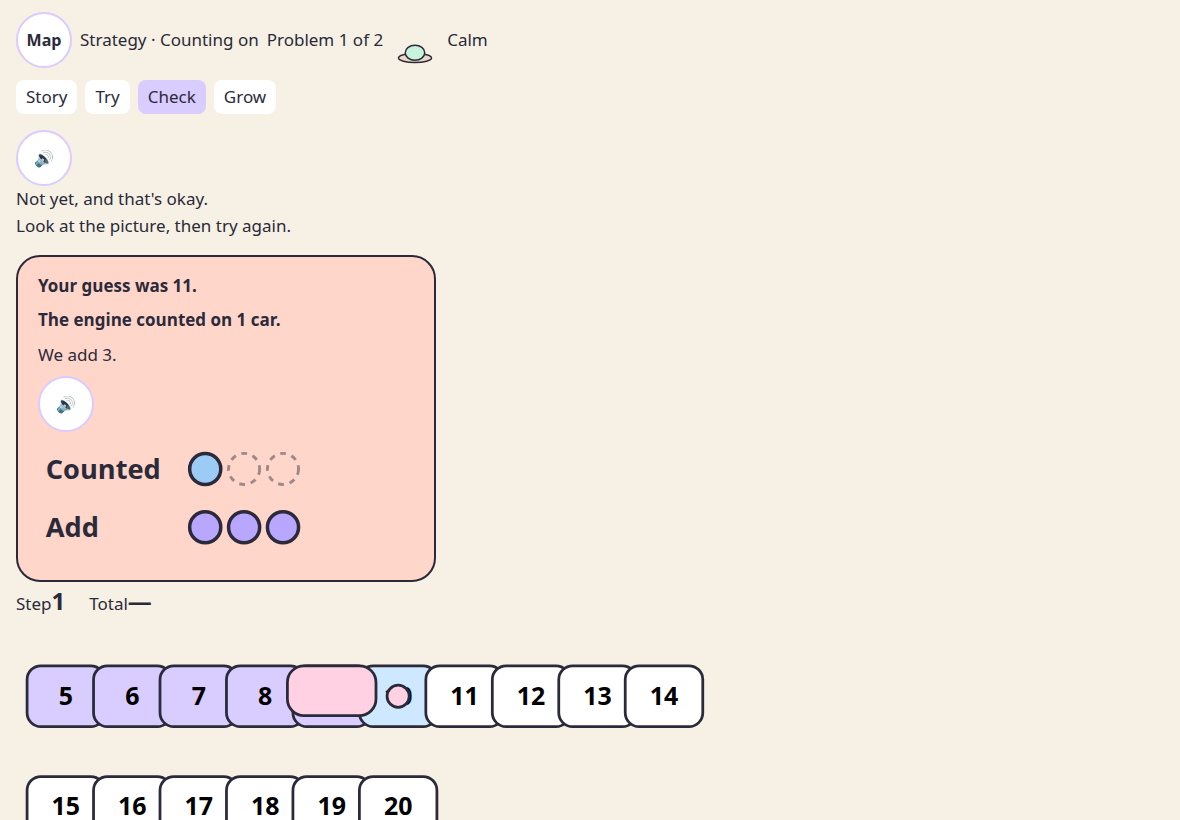 Map Strategy · Counting on Problem 1 of 2 Calm
Story Try Check Grow
Not yet, and that's okay.
Look at the picture, then try again.
Your guess was 11.
The engine counted on 1 car.
We add 3.
Counted
Add
Step 1 Total —
5 6 7 8 11 12 13 14
15 16 17 18 19 20